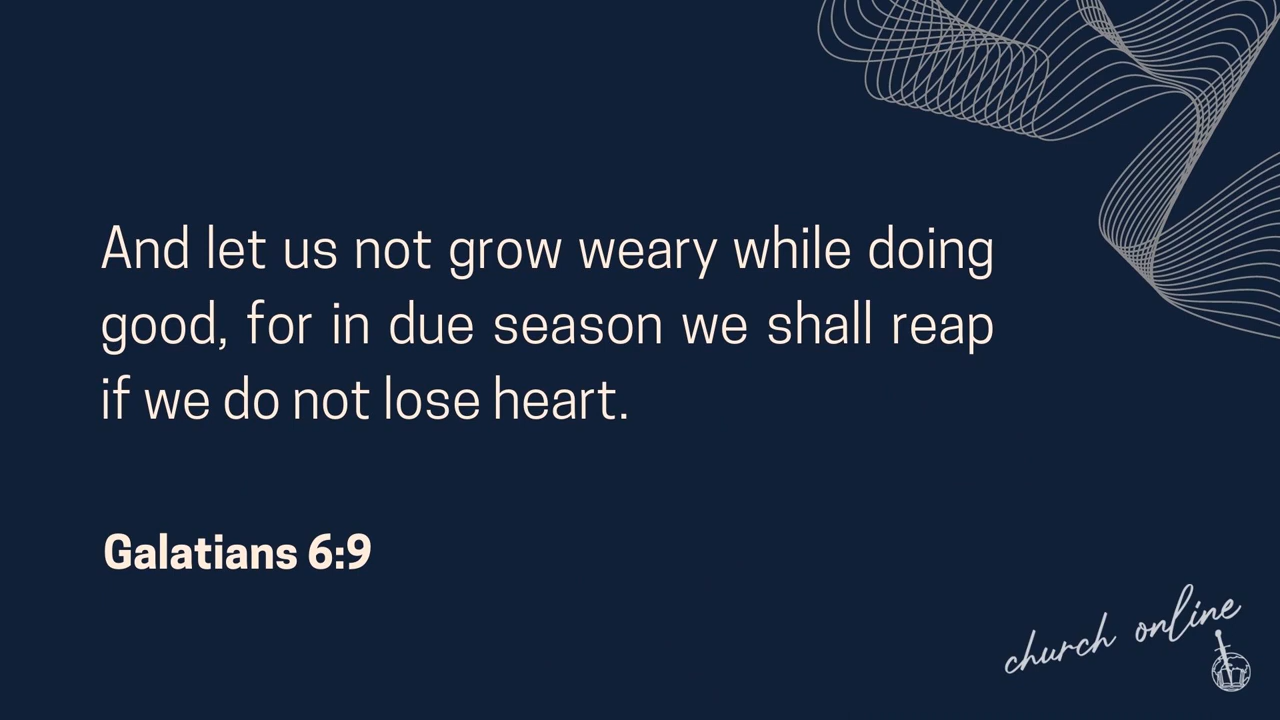 And let us not grow weary while doing
good, for in due season we shall reap
if we do not lose heart.
Galatians 6:9
church online